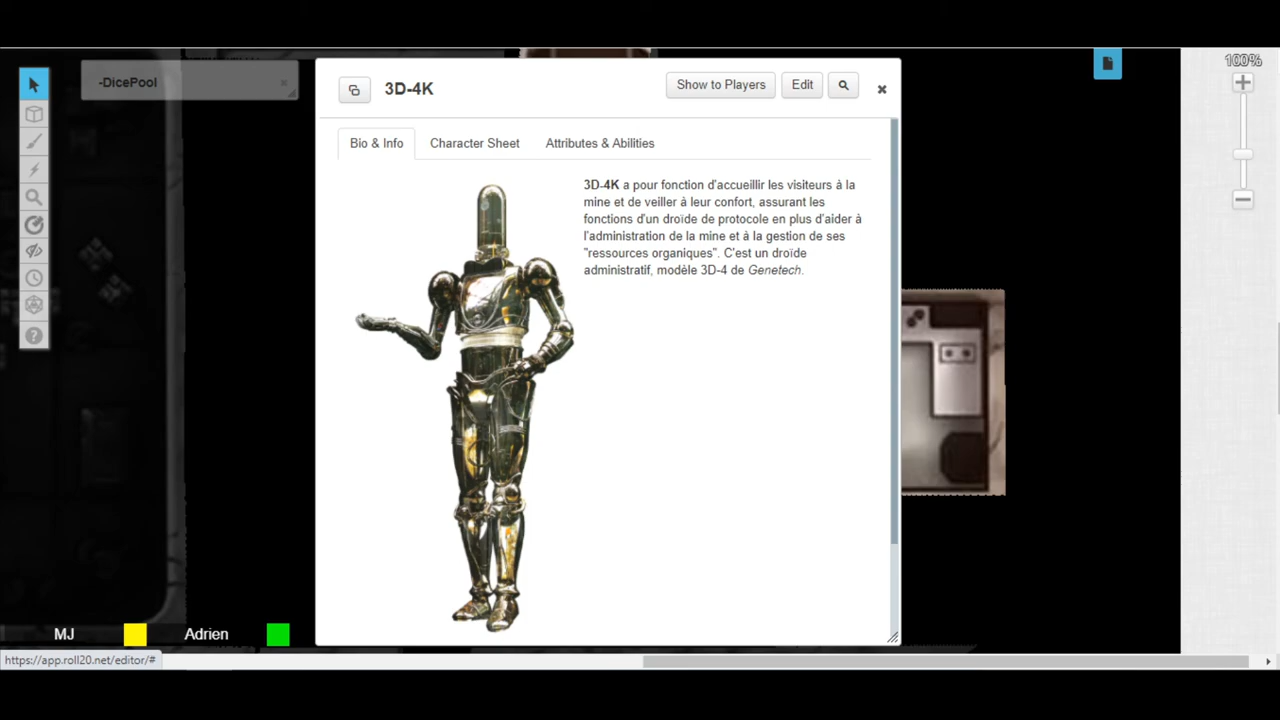 100%
-DicePool
3D-4K
Show to Players
Edit
Bio & Info
Character Sheet
Attributes & Abilities
3D-4K a pour fonction d'accueillir les visiteurs à la
mine et de veiller à leur confort, assurant les
fonctions d'un droïde de protocole en plus d'aider à
l'administration de la mine et à la gestion de ses
"ressources organiques". C'est un droïde
administratif, modèle 3D-4 de Genetech.
MJ
Adrien
https://app.roll20.net/editor/#